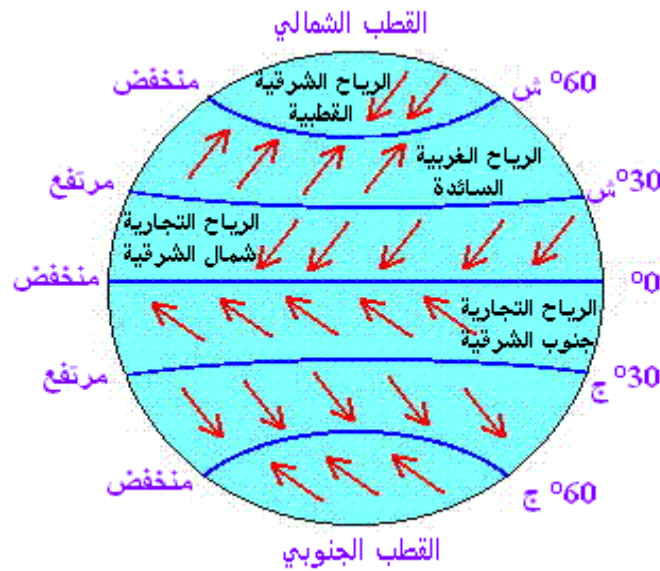 القطب الشمالي
60° ش
منخفض
الرياح الشرقية
القطبية
30° ش
مرتفع
الرياح الغربية
السائدة
الرياح التجارية
شمال الشرقية
0°
منخفض
الرياح التجارية
جنوب الشرقية
30° ج
مرتفع
60° ج
منخفض
القطب الجنوبي